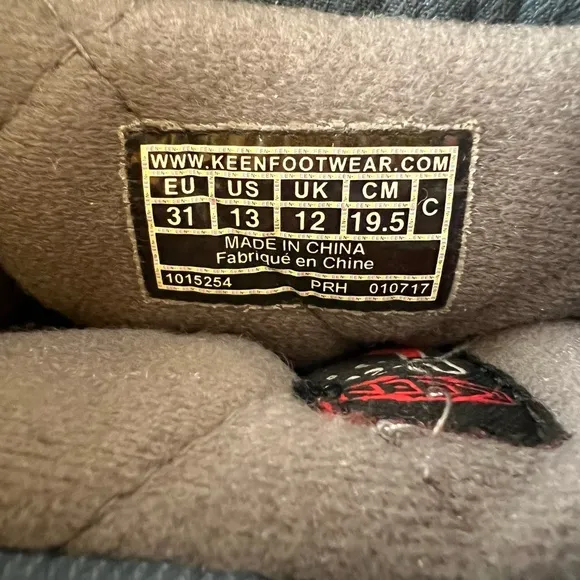 WWW.KEENFOOTWEAR.COM
EU US UK CM C
31 13 12 19.5
MADE IN CHINA
Fabriqué en Chine
1015254 PRH 010717